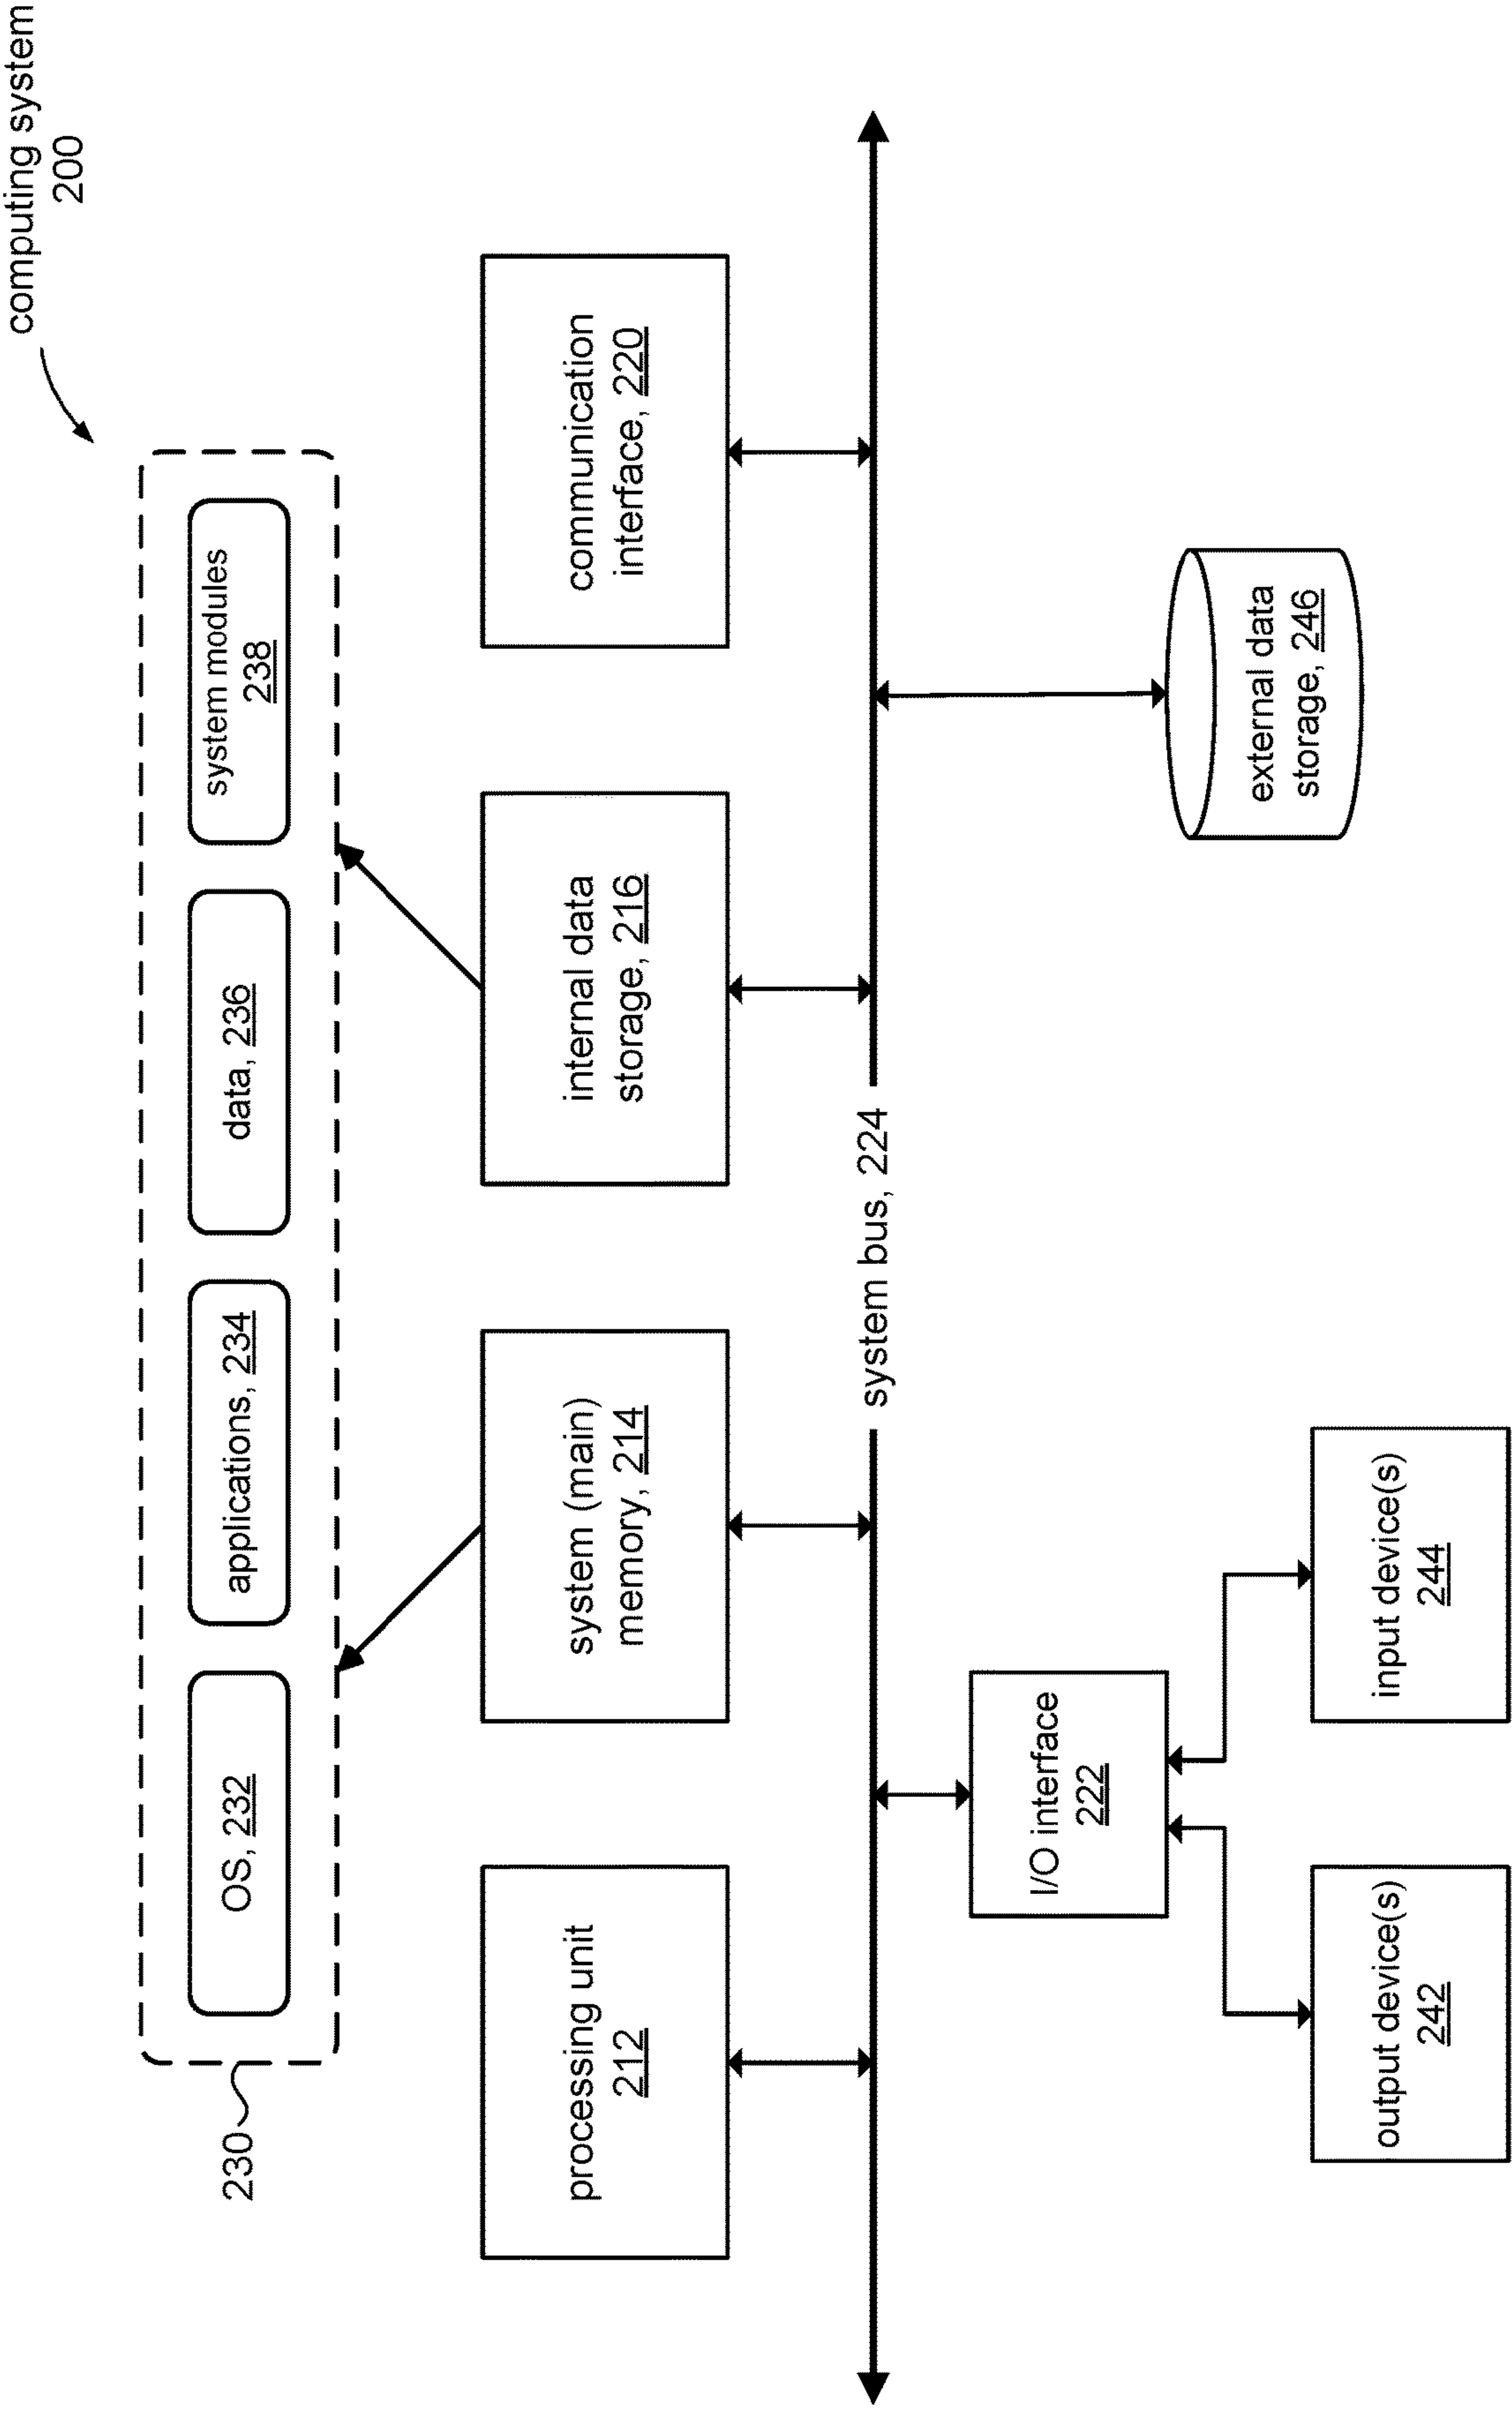 computing system
200
230
OS, 232
applications, 234
data, 236
system modules
238
processing unit
212
system (main)
memory, 214
internal data
storage, 216
communication
interface, 220
system bus, 224
I/O interface
222
external data
storage, 246
output device(s)
242
input device(s)
244